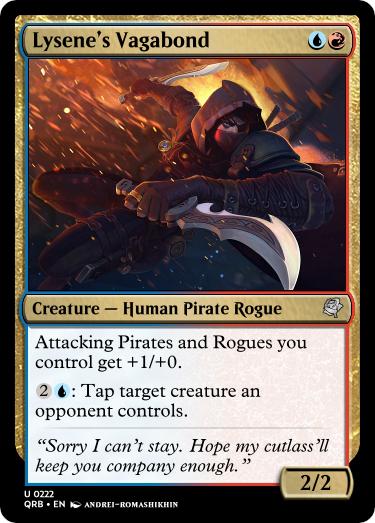 Lysene's Vagabond
Creature — Human Pirate Rogue
Attacking Pirates and Rogues you
control get +1/+0.
2: Tap target creature an
opponent controls.
“Sorry I can't stay. Hope my cutlass'll
keep you company enough.”
2/2
U 0222
QRB • EN ANDREI-ROMASHIKHIN